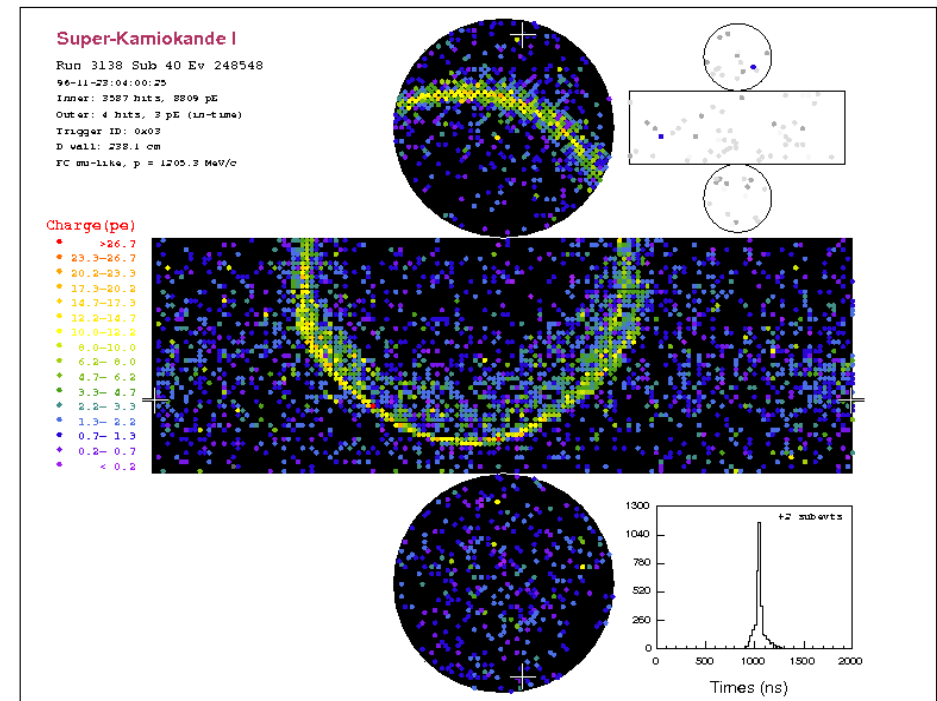 Super-Kamiokande I
Run 3138 Sub 40 Ev 248548
96-11-23:04:00:25
Inner: 3587 hits, 8809 pE
Outer: 4 hits, 3 pE (in-time)
Trigger ID: 0x03
D wall: 238.1 cm
FC mu-like, p = 1205.3 MeV/c
Charge(pe)
>26.7
23.3-26.7
20.2-23.3
17.3-20.2
14.7-17.3
12.2-14.7
10.0-12.2
8.0-10.0
6.2- 8.0
4.7- 6.2
3.3- 4.7
2.2- 3.3
1.3- 2.2
0.7- 1.3
0.2- 0.7
< 0.2
1300
1040
780
520
260
0
+2 subevts
0 500 1000 1500 2000
Times (ns)